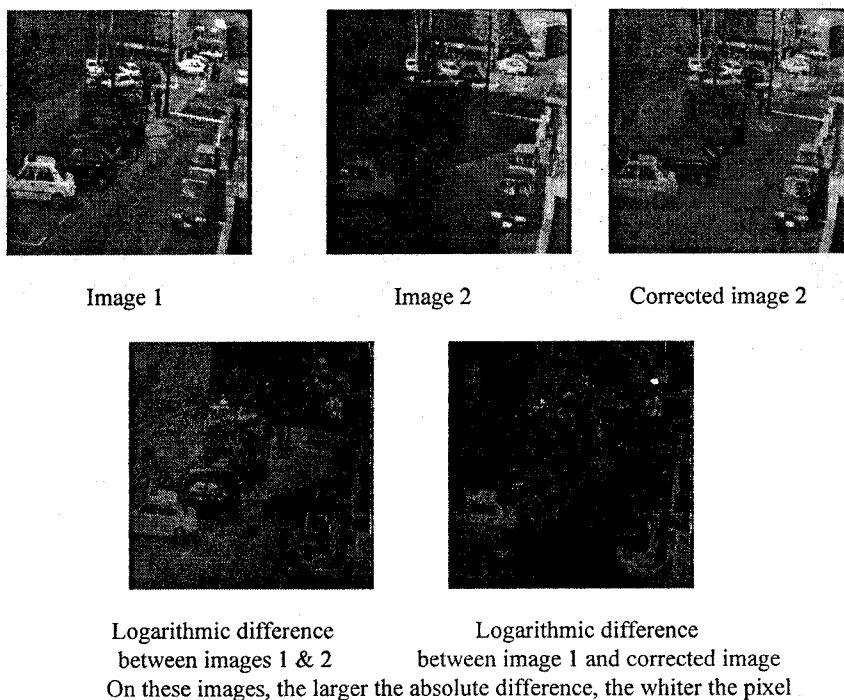 Image 1
Image 2
Corrected image 2
Logarithmic difference
between images 1 & 2
Logarithmic difference
between image 1 and corrected image
On these images, the larger the absolute difference, the whiter the pixel